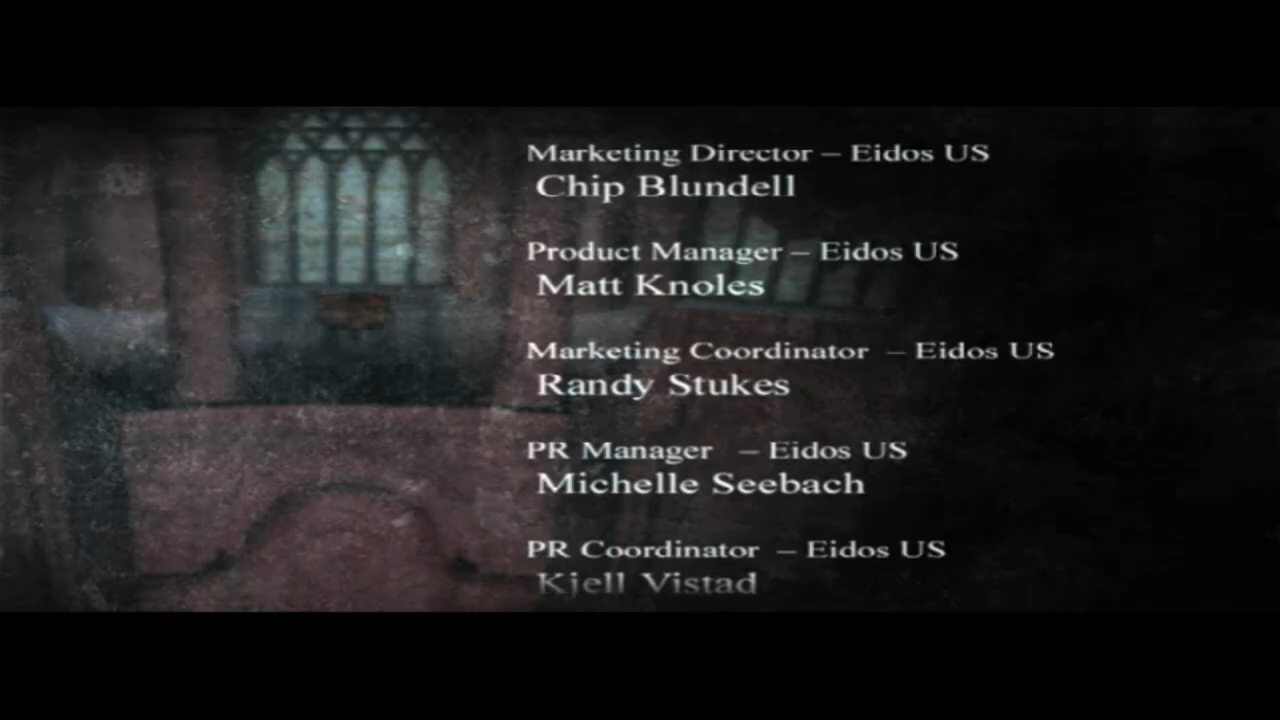 Marketing Director – Eidos US
Chip Blundell
Product Manager – Eidos US
Matt Knoles
Marketing Coordinator – Eidos US
Randy Stukes
PR Manager – Eidos US
Michelle Seebach
PR Coordinator – Eidos US
Kjell Vistad